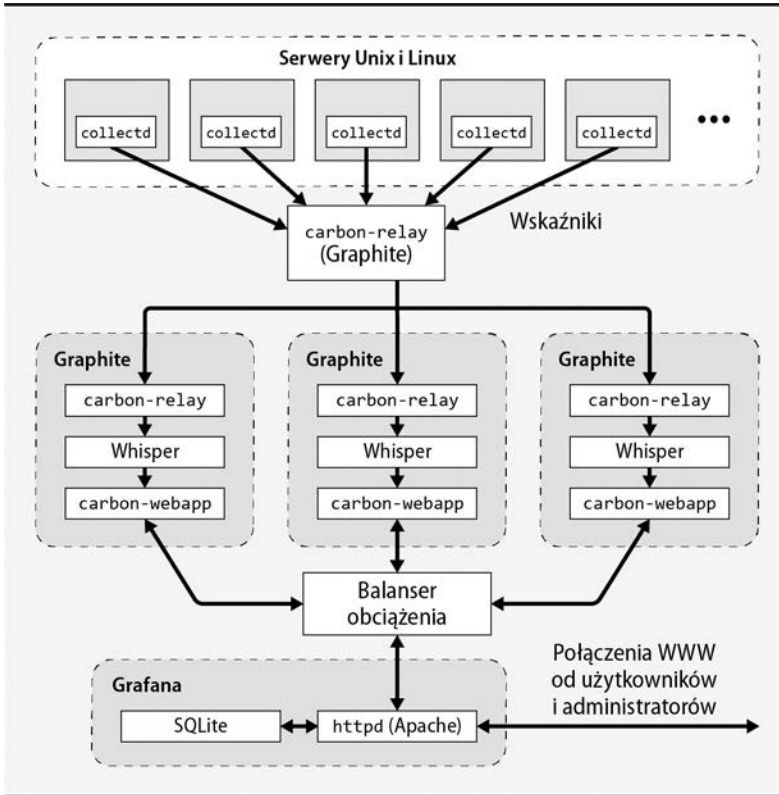 Serwery Unix i Linux
collectd collectd collectd collectd collectd
carbon-relay
(Graphite)
Wskaźniki
Graphite Graphite Graphite
carbon-relay carbon-relay carbon-relay
Whisper Whisper Whisper
carbon-webapp carbon-webapp carbon-webapp
Balanser
obciążenia
Połączenia WWW
od użytkowników
i administratorów
Grafana
SQLite httpd (Apache)